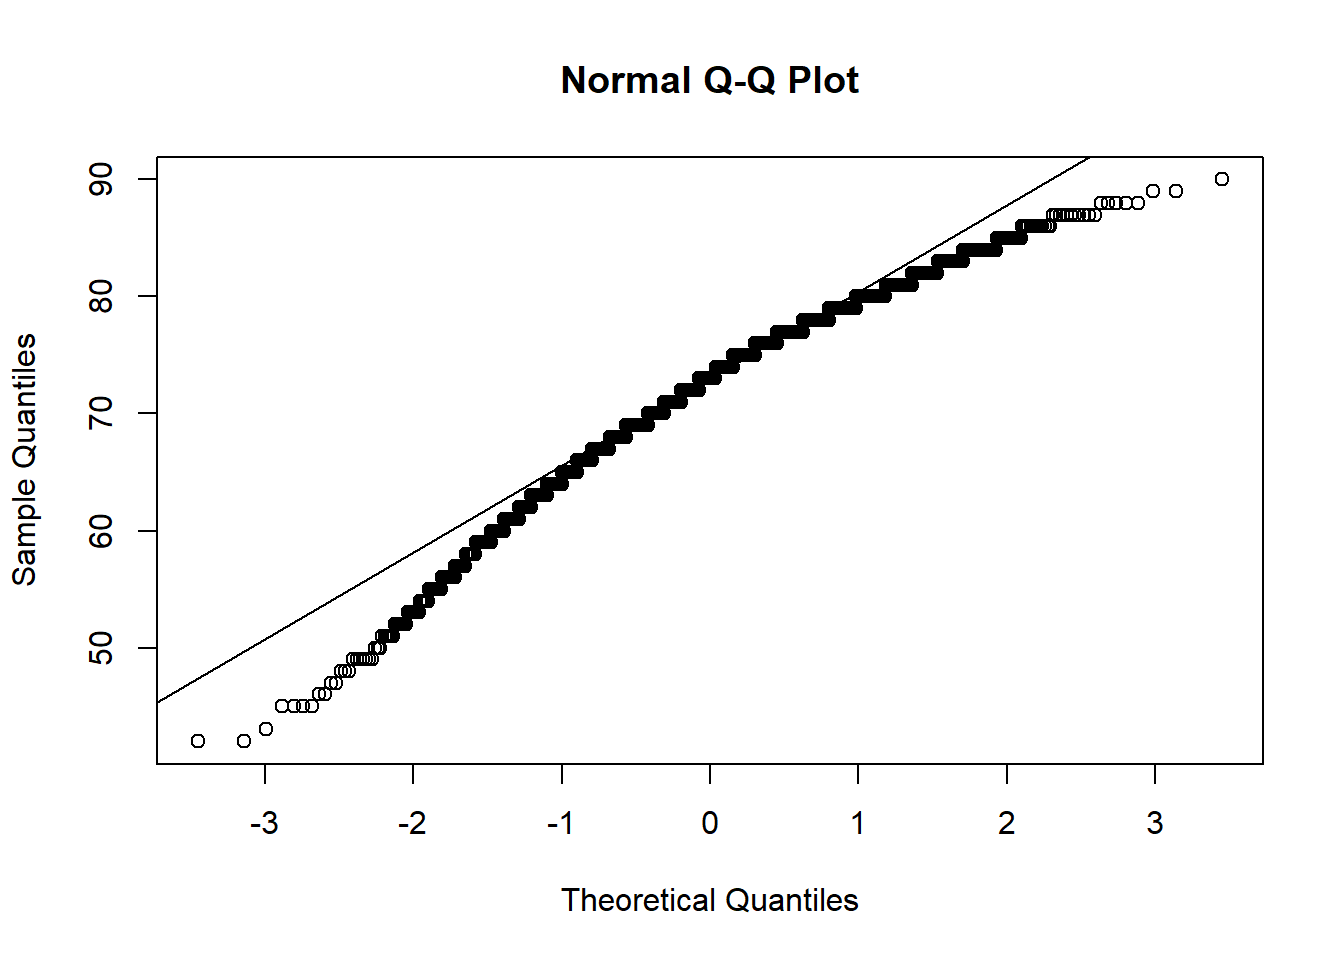 Normal Q-Q Plot
90
80
70
60
50
Sample Quantiles
-3 -2 -1 0 1 2 3
Theoretical Quantiles